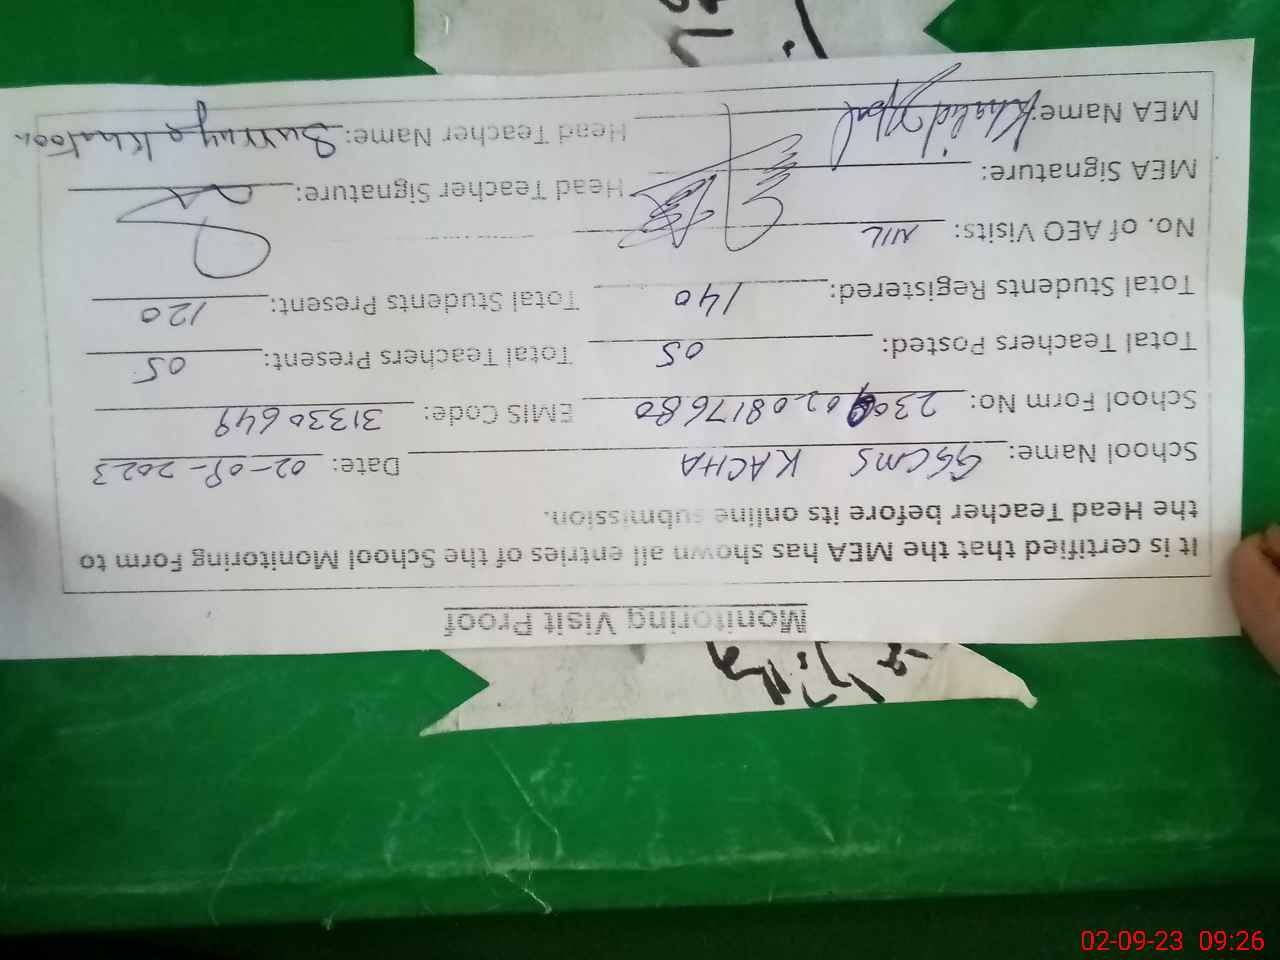 Monitoring Visit Proof
It is certified that the MEA has shown all entries of the School Monitoring Form to
the Head Teacher before its online submission.
School Name: GGCMS KACHA Date: 02-09-2023
School Form No: EMIS Code: 31330649
Total Teachers Posted: 05 Total Teachers Present: 05
Total Students Registered: 140 Total Students Present: 120
No. of AEO Visits: NIL
MEA Signature: Head Teacher Signature:
MEA Name: Khalid Iqbal Head Teacher Name: Surraya Khatoon
02-09-23 09:26